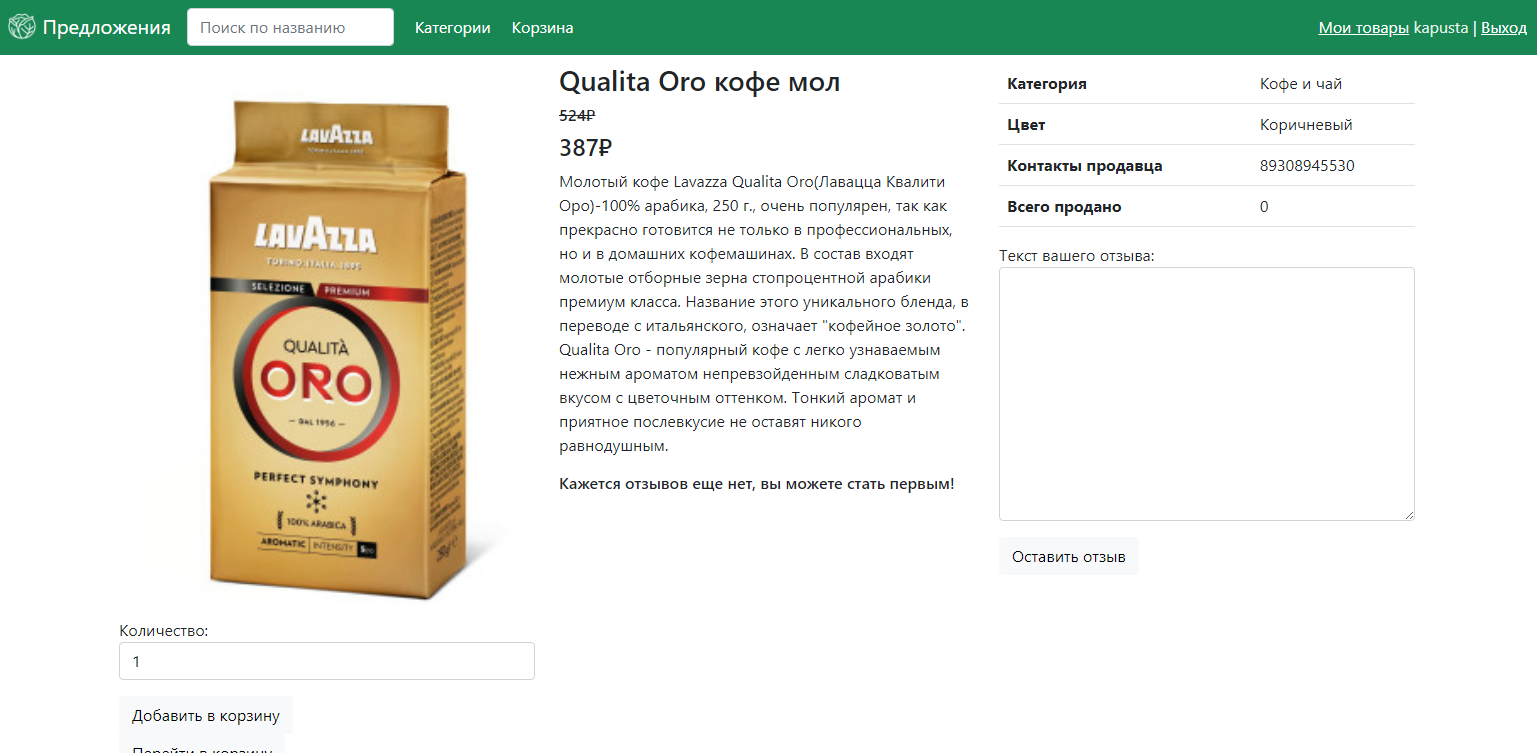 Предложения
Поиск по названию
Категории
Корзина
Мои товары kapusta | Выход
LAVAZZA
TORINO, ITALIA, 1895
LAVAZZA
TORINO, ITALIA, 1895
SELEZIONE PREMIUM
QUALITÀ
ORO
DAL 1956
PERFECT SYMPHONY
100% ARABICA
AROMATIC INTENSITY
Количество:
1
Добавить в корзину
Перейти в корзину
Qualita Oro кофе мол
524₽
387₽
Молотый кофе Lavazza Qualita Oro(Лавацца Квалити
Оро)-100% арабика, 250 г., очень популярен, так как
прекрасно готовится не только в профессиональных,
но и в домашних кофемашинах. В состав входят
молотые отборные зерна стопроцентной арабики
премиум класса. Название этого уникального бленда, в
переводе с итальянского, означает "кофейное золото".
Qualita Oro - популярный кофе с легко узнаваемым
нежным ароматом непревзойденным сладковатым
вкусом с цветочным оттенком. Тонкий аромат и
приятное послевкусие не оставят никого
равнодушным.
Кажется отзывов еще нет, вы можете стать первым!
Категория Кофе и чай
Цвет Коричневый
Контакты продавца 89308945530
Всего продано 0
Текст вашего отзыва:
Оставить отзыв